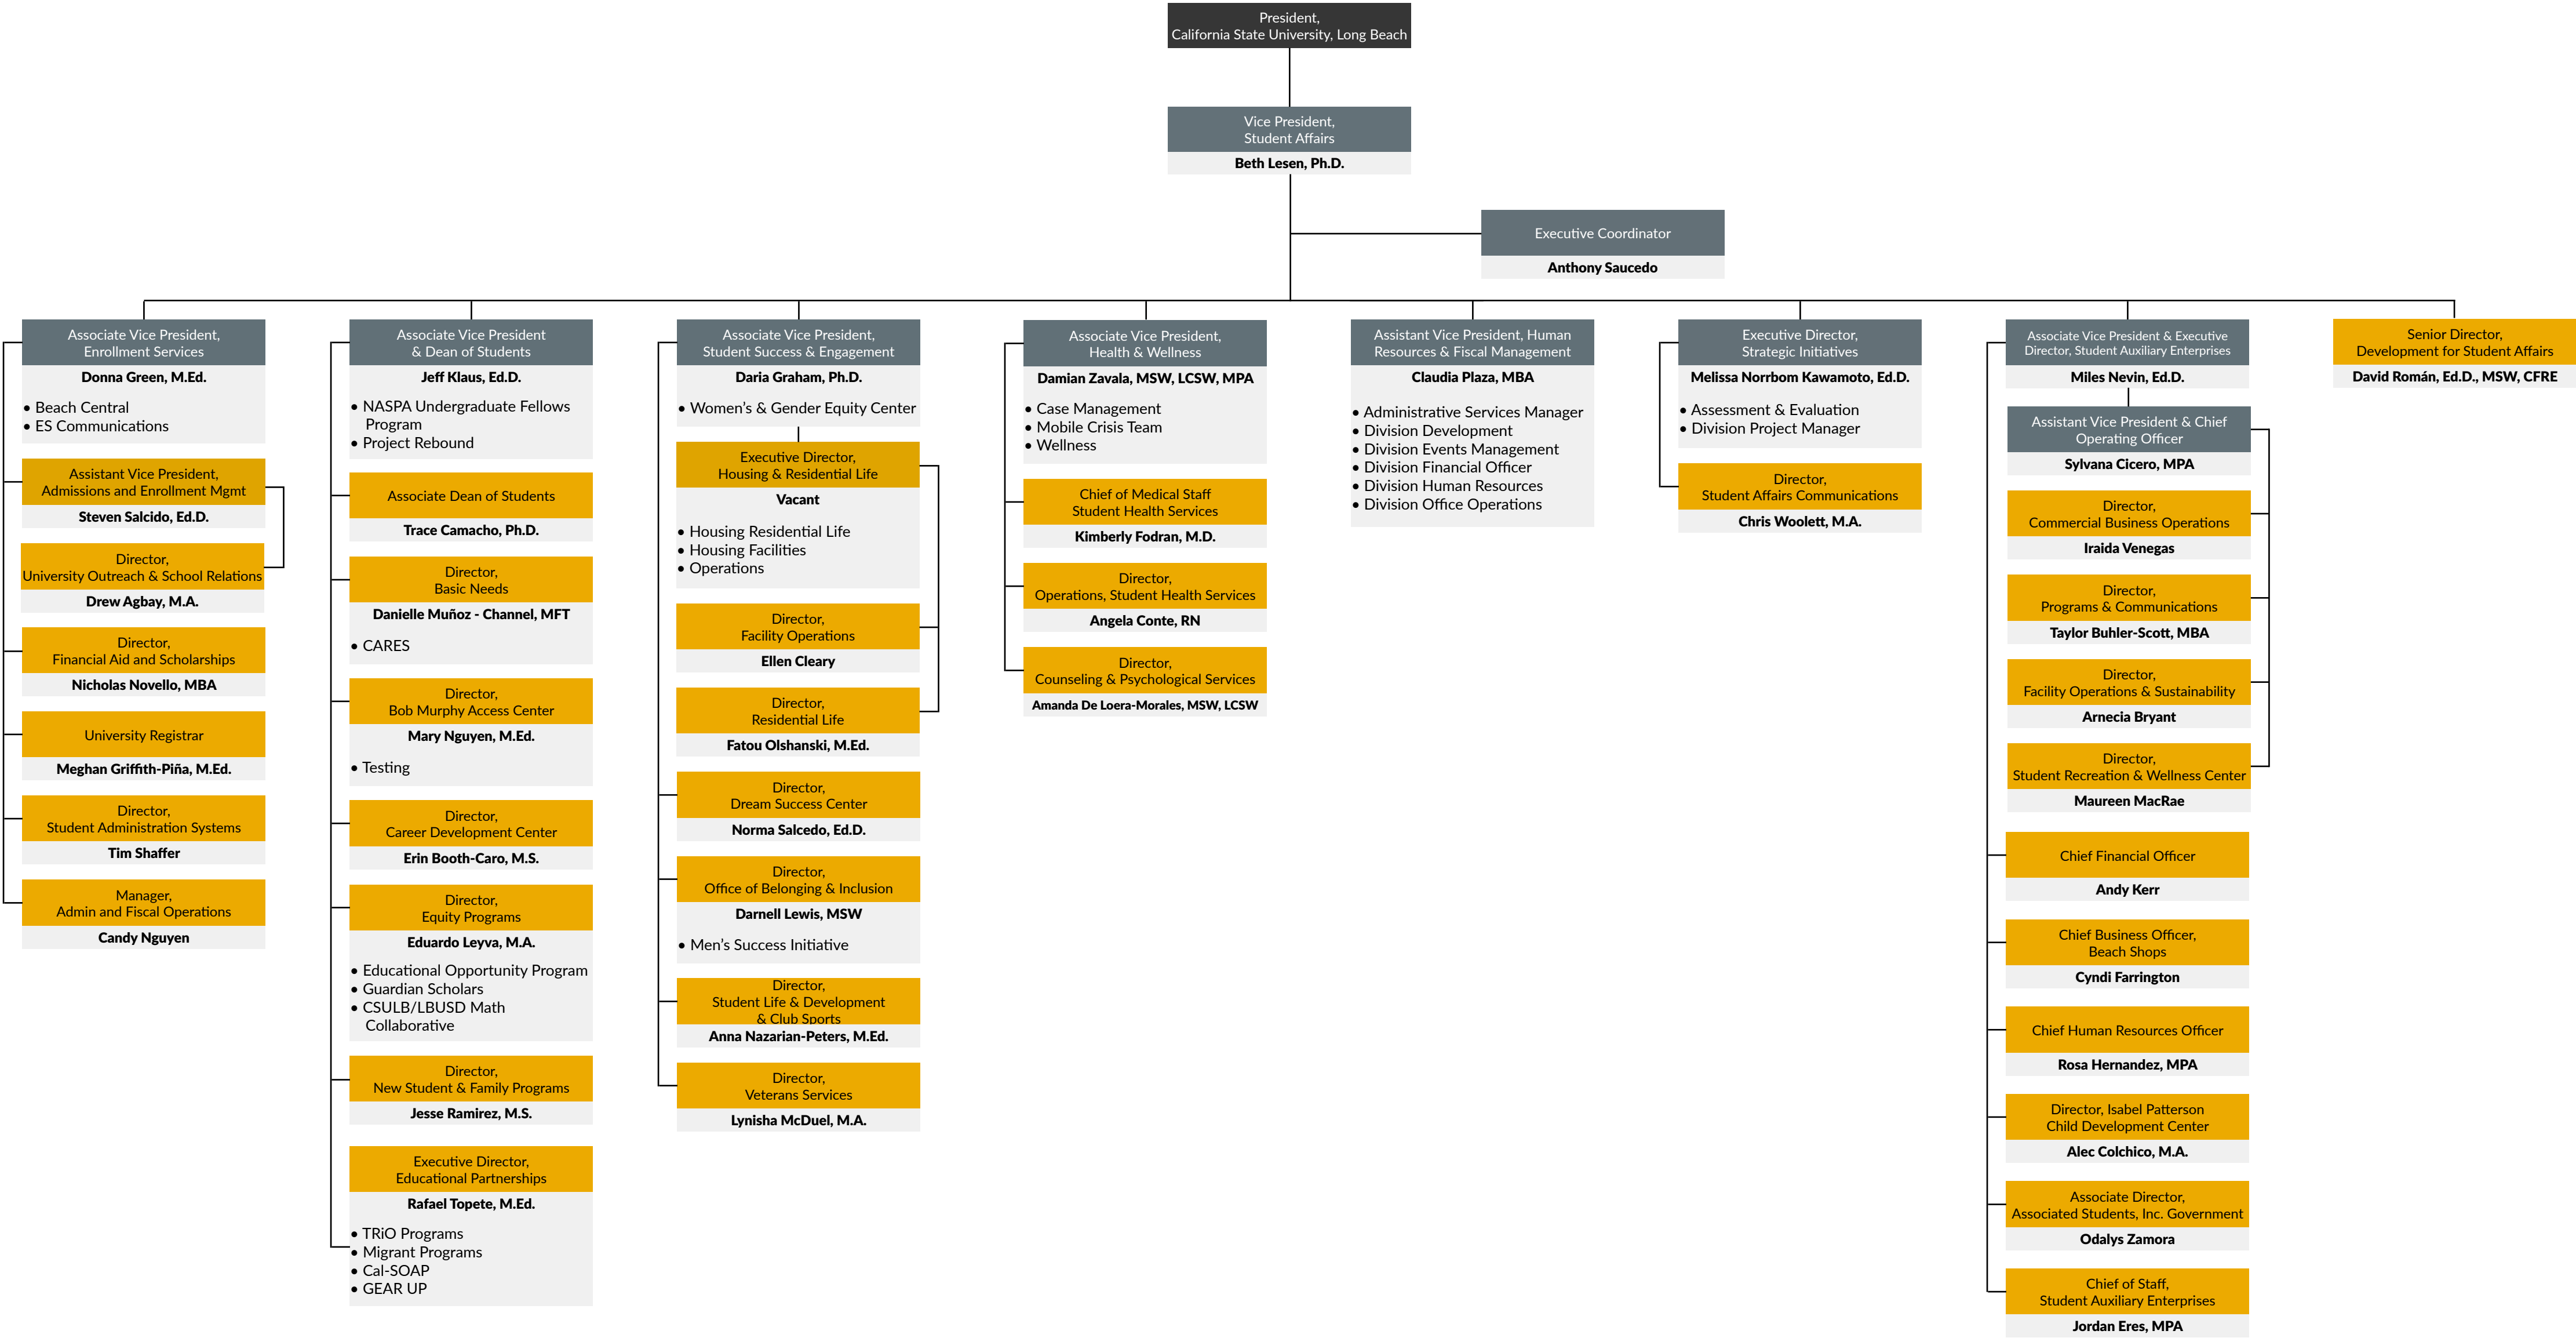 President,
California State University, Long Beach
Vice President,
Student Affairs
Beth Lesen, Ph.D.
Executive Coordinator
Anthony Saucedo
Associate Vice President,
Enrollment Services
Donna Green, M.Ed.
• Beach Central
• ES Communications
Assistant Vice President,
Admissions and Enrollment Mgmt
Steven Salcido, Ed.D.
Director,
University Outreach & School Relations
Drew Agbay, M.A.
Director,
Financial Aid and Scholarships
Nicholas Novello, MBA
University Registrar
Meghan Griffith-Piña, M.Ed.
Director,
Student Administration Systems
Tim Shaffer
Manager,
Admin and Fiscal Operations
Candy Nguyen
Associate Vice President
& Dean of Students
Jeff Klaus, Ed.D.
• NASPA Undergraduate Fellows
Program
• Project Rebound
Associate Dean of Students
Trace Camacho, Ph.D.
Director,
Basic Needs
Danielle Muñoz - Channel, MFT
• CARES
Director,
Bob Murphy Access Center
Mary Nguyen, M.Ed.
• Testing
Director,
Career Development Center
Erin Booth-Caro, M.S.
Director,
Equity Programs
Eduardo Leyva, M.A.
• Educational Opportunity Program
• Guardian Scholars
• CSULB/LBUSD Math
Collaborative
Director,
New Student & Family Programs
Jesse Ramirez, M.S.
Executive Director,
Educational Partnerships
Rafael Topete, M.Ed.
• TRiO Programs
• Migrant Programs
• Cal-SOAP
• GEAR UP
Associate Vice President,
Student Success & Engagement
Daria Graham, Ph.D.
• Women's & Gender Equity Center
Executive Director,
Housing & Residential Life
Vacant
• Housing Residential Life
• Housing Facilities
• Operations
Director,
Facility Operations
Ellen Cleary
Director,
Residential Life
Fatou Olshanski, M.Ed.
Director,
Dream Success Center
Norma Salcedo, Ed.D.
Director,
Office of Belonging & Inclusion
Darnell Lewis, MSW
• Men's Success Initiative
Director,
Student Life & Development
& Club Sports
Anna Nazarian-Peters, M.Ed.
Director,
Veterans Services
Lynisha McDuel, M.A.
Associate Vice President,
Health & Wellness
Damian Zavala, MSW, LCSW, MPA
• Case Management
• Mobile Crisis Team
• Wellness
Chief of Medical Staff
Student Health Services
Kimberly Fodran, M.D.
Director,
Operations, Student Health Services
Angela Conte, RN
Director,
Counseling & Psychological Services
Amanda De Loera-Morales, MSW, LCSW
Assistant Vice President, Human
Resources & Fiscal Management
Claudia Plaza, MBA
• Administrative Services Manager
• Division Development
• Division Events Management
• Division Financial Officer
• Division Human Resources
• Division Office Operations
Executive Director,
Strategic Initiatives
Melissa Norrbom Kawamoto, Ed.D.
• Assessment & Evaluation
• Division Project Manager
Director,
Student Affairs Communications
Chris Woolett, M.A.
Associate Vice President & Executive
Director, Student Auxiliary Enterprises
Miles Nevin, Ed.D.
Assistant Vice President & Chief
Operating Officer
Sylvana Cicero, MPA
Director,
Commercial Business Operations
Iraida Venegas
Director,
Programs & Communications
Taylor Buhler-Scott, MBA
Director,
Facility Operations & Sustainability
Arnecia Bryant
Director,
Student Recreation & Wellness Center
Maureen MacRae
Chief Financial Officer
Andy Kerr
Chief Business Officer,
Beach Shops
Cyndi Farrington
Chief Human Resources Officer
Rosa Hernandez, MPA
Director, Isabel Patterson
Child Development Center
Alec Colchico, M.A.
Associate Director,
Associated Students, Inc. Government
Odalys Zamora
Chief of Staff,
Student Auxiliary Enterprises
Jordan Eres, MPA
Senior Director,
Development for Student Affairs
David Román, Ed.D., MSW, CFRE